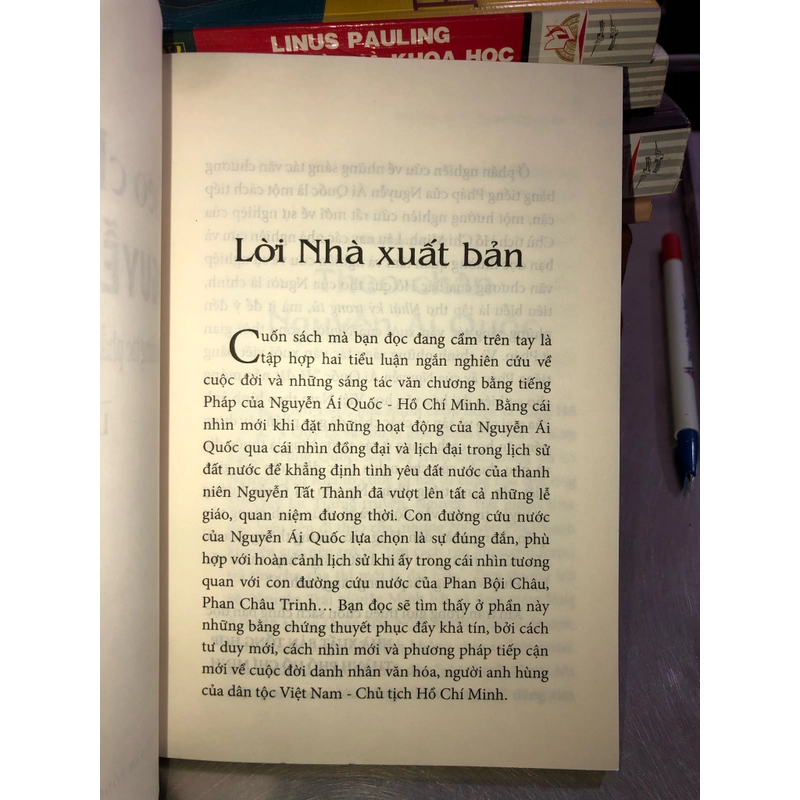 LINUS PAULING
KHOA HỌC
Lời Nhà xuất bản
Cuốn sách mà bạn đọc đang cầm trên tay là
tập hợp hai tiểu luận ngắn nghiên cứu về
cuộc đời và những sáng tác văn chương bằng tiếng
Pháp của Nguyễn Ái Quốc - Hồ Chí Minh. Bằng cái
nhìn mới khi đặt những hoạt động của Nguyễn Ái
Quốc qua cái nhìn đồng đại và lịch đại trong lịch sử
đất nước để khẳng định tình yêu đất nước của thanh
niên Nguyễn Tất Thành đã vượt lên tất cả những lễ
giáo, quan niệm đương thời. Con đường cứu nước
của Nguyễn Ái Quốc lựa chọn là sự đúng đắn, phù
hợp với hoàn cảnh lịch sử khi ấy trong cái nhìn tương
quan với con đường cứu nước của Phan Bội Châu,
Phan Châu Trinh... Bạn đọc sẽ tìm thấy ở phần này
những bằng chứng thuyết phục đầy khả tín, bởi cách
tư duy mới, cách nhìn mới và phương pháp tiếp cận
mới về cuộc đời danh nhân văn hóa, người anh hùng
của dân tộc Việt Nam - Chủ tịch Hồ Chí Minh.